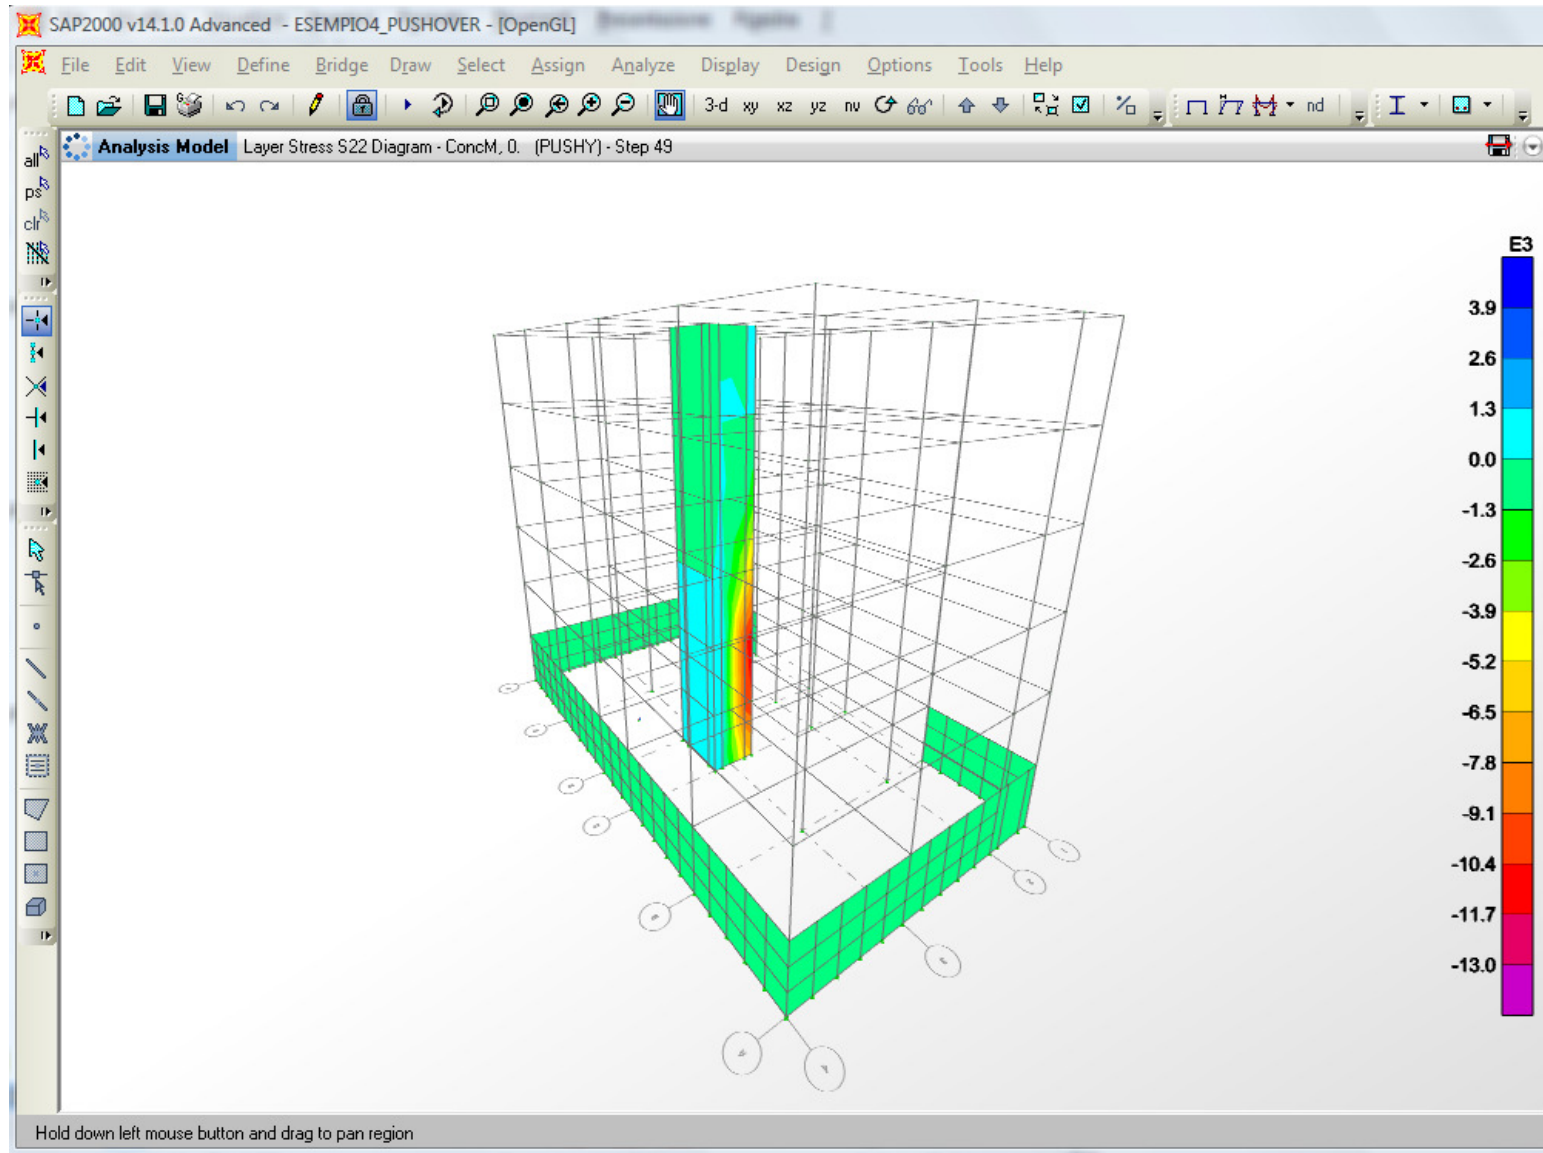 SAP2000 v14.1.0 Advanced - ESEMPIO4_PUSHOVER - [OpenGL]
File Edit View Define Bridge Draw Select Assign Analyze Display Design Options Tools Help
3-d xy xz yz nv nd
all
ps
clr
Analysis Model Layer Stress S22 Diagram - ConcM, 0. (PUSHY) - Step 49
E3
3.9
2.6
1.3
0.0
-1.3
-2.6
-3.9
-5.2
-6.5
-7.8
-9.1
-10.4
-11.7
-13.0
Hold down left mouse button and drag to pan region